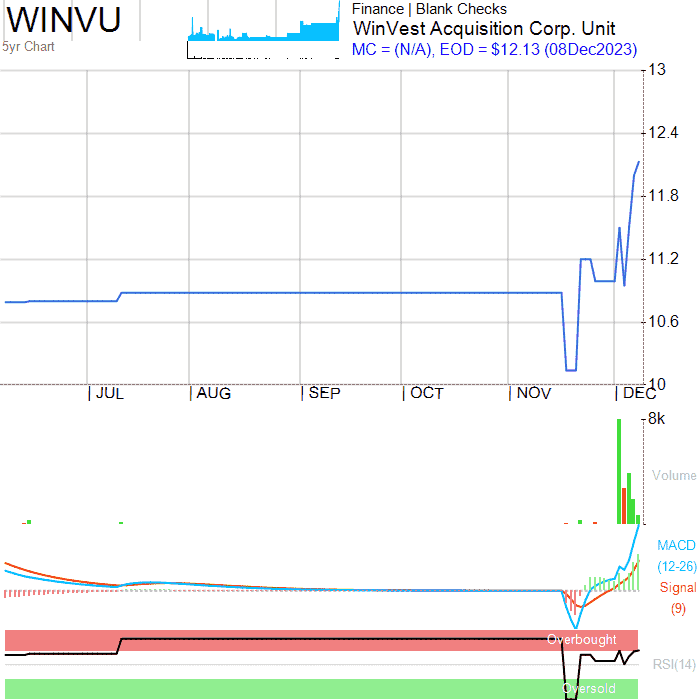 WINVU
5yr Chart
Finance | Blank Checks
WinVest Acquisition Corp. Unit
MC = (N/A), EOD = $12.13 (08Dec2023)
13
12.4
11.8
11.2
10.6
10
JUL AUG SEP OCT NOV DEC
8k
Volume
MACD
(12-26)
Signal
(9)
Overbought
RSI(14)
Oversold